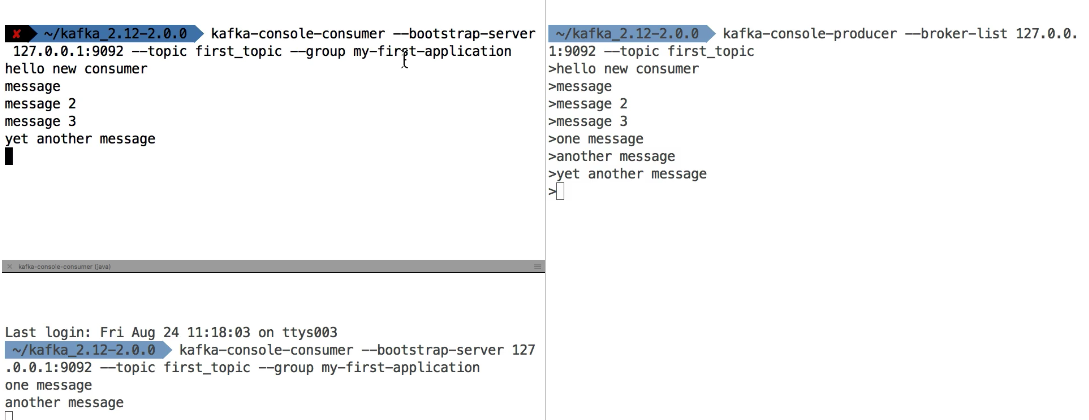 ✘ ~/kafka_2.12-2.0.0 kafka-console-consumer --bootstrap-server
127.0.0.1:9092 --topic first_topic --group my-first-application
hello new consumer
message
message 2
message 3
yet another message
kafka-console-consumer (java)
Last login: Fri Aug 24 11:18:03 on ttys003
~/kafka_2.12-2.0.0 kafka-console-consumer --bootstrap-server 127
.0.0.1:9092 --topic first_topic --group my-first-application
one message
another message
~/kafka_2.12-2.0.0 kafka-console-producer --broker-list 127.0.0.
1:9092 --topic first_topic
>hello new consumer
>message
>message 2
>message 3
>one message
>another message
>yet another message
>